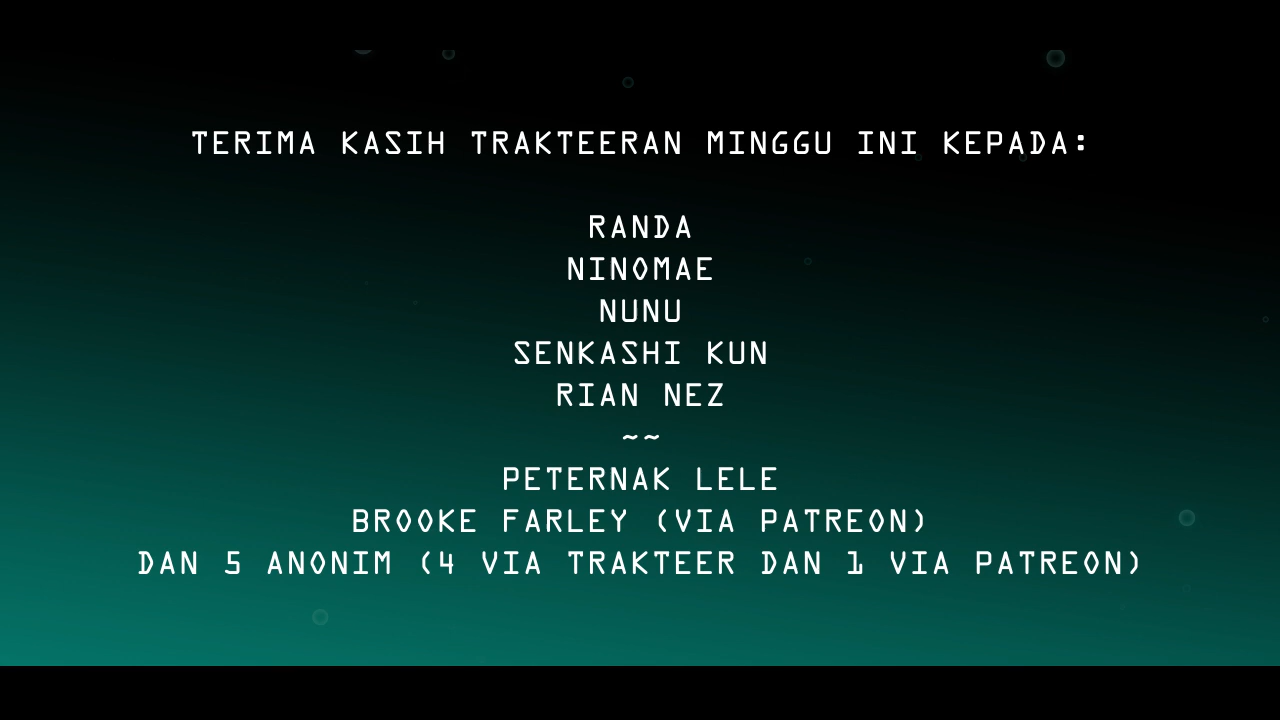 TERIMA KASIH TRAKTEERAN MINGGU INI KEPADA:
RANDA
NINOMAE
NUNU
SENKASHI KUN
RIAN NEZ
~~
PETERNAK LELE
BROOKE FARLEY (VIA PATREON)
DAN 5 ANONIM (4 VIA TRAKTEER DAN 1 VIA PATREON)